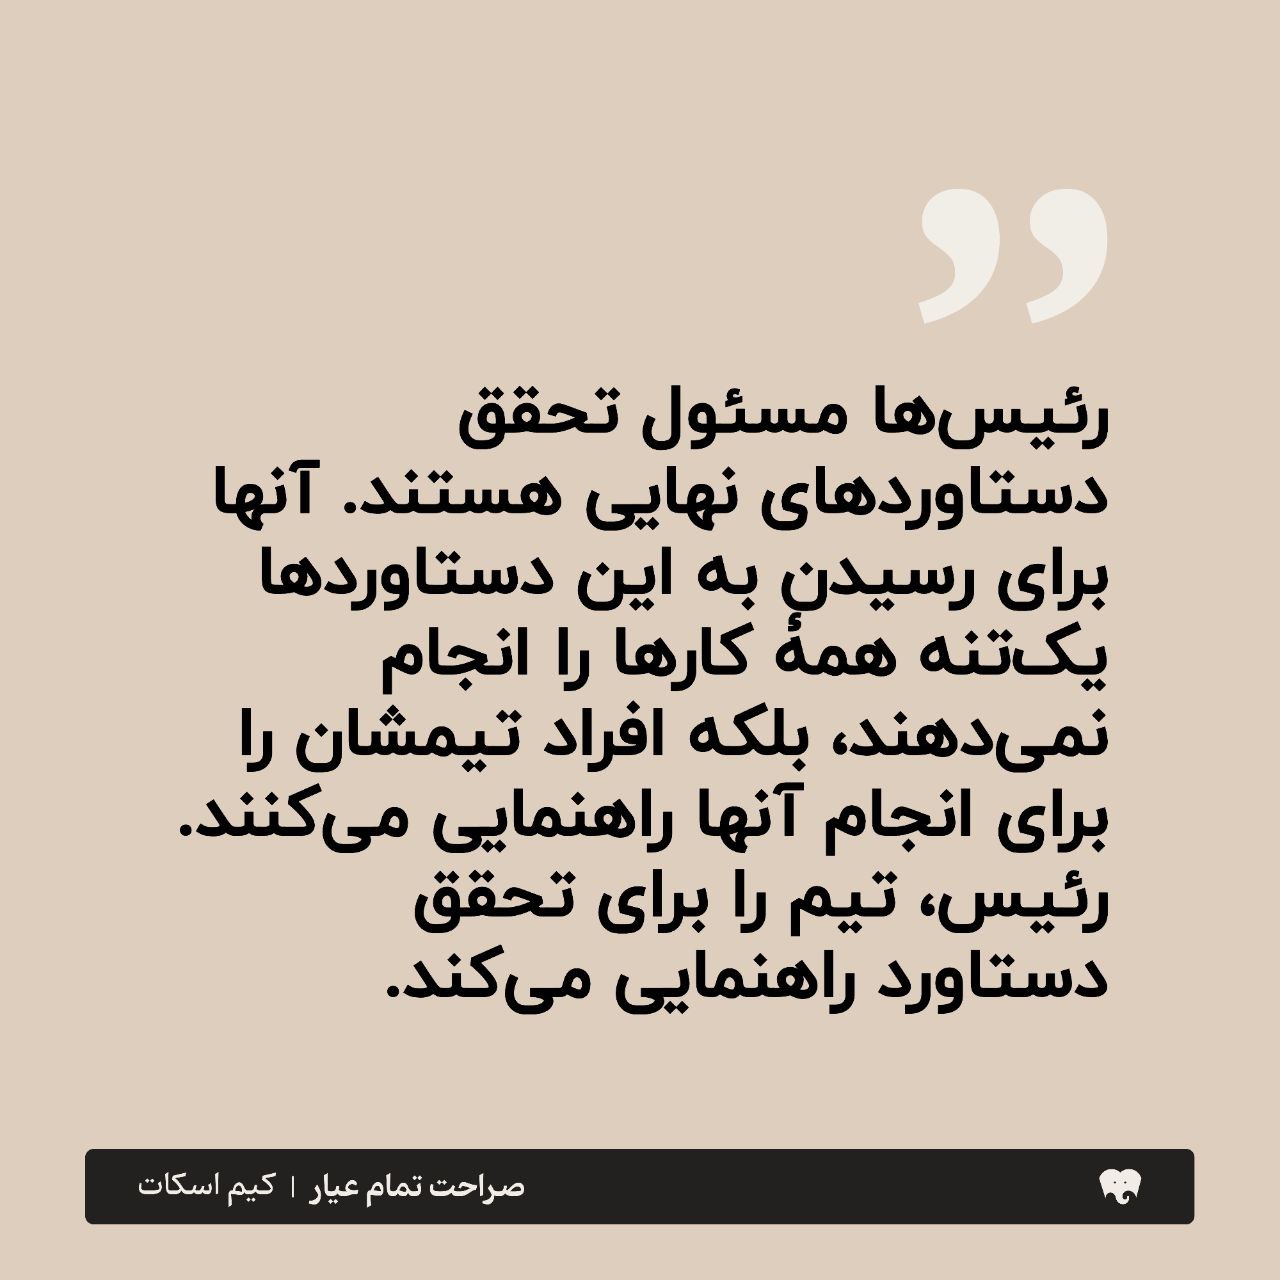 رئیس‌ها مسئول تحقق
دستاوردهای نهایی هستند. آنها
برای رسیدن به این دستاوردها
یک‌تنه همهٔ کارها را انجام
نمی‌دهند، بلکه افراد تیمشان را
برای انجام آنها راهنمایی می‌کنند.
رئیس، تیم را برای تحقق
دستاورد راهنمایی می‌کند.
صراحت تمام عیار | کیم اسکات